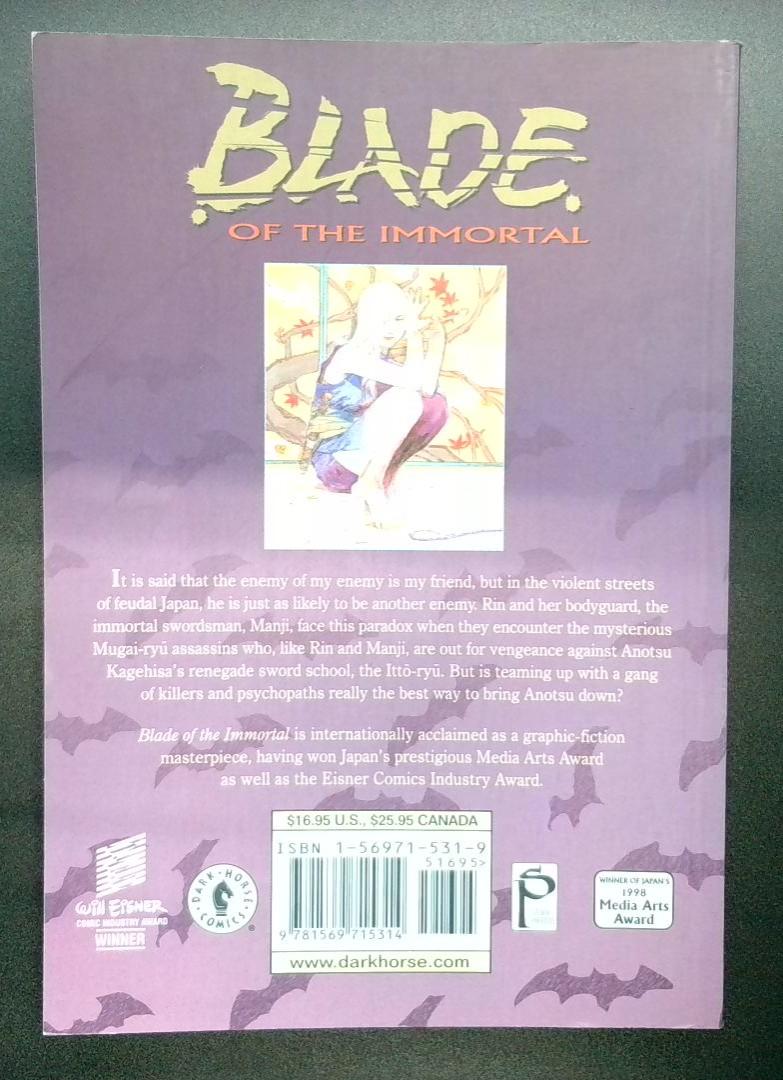 BLADE
OF THE IMMORTAL
It is said that the enemy of my enemy is my friend, but in the violent streets
of feudal Japan, he is just as likely to be another enemy. Rin and her bodyguard, the
immortal swordsman, Manji, face this paradox when they encounter the mysterious
Mugai-ryū assassins who, like Rin and Manji, are out for vengeance against Anotsu
Kagehisa's renegade sword school, the Ittō-ryū. But is teaming up with a gang
of killers and psychopaths really the best way to bring Anotsu down?
Blade of the Immortal is internationally acclaimed as a graphic-fiction
masterpiece, having won Japan's prestigious Media Arts Award
as well as the Eisner Comics Industry Award.
$16.95 U.S., $25.95 CANADA
ISBN 1-56971-531-9
51695>
9 781569 715314
www.darkhorse.com
Will Eisner
COMIC INDUSTRY AWARD
WINNER
DARK HORSE COMICS
SP
WINNER OF JAPAN'S
1998
Media Arts
Award